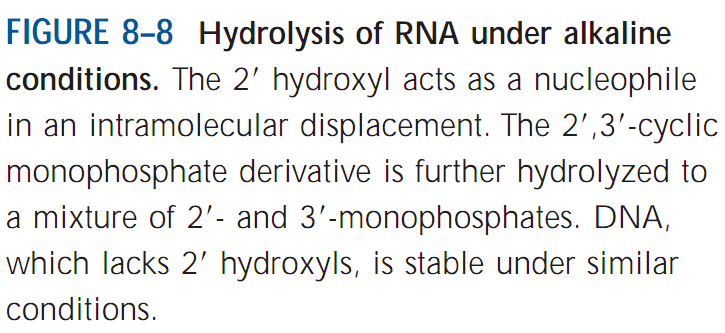 FIGURE 8–8 Hydrolysis of RNA under alkaline
conditions. The 2′ hydroxyl acts as a nucleophile
in an intramolecular displacement. The 2′,3′-cyclic
monophosphate derivative is further hydrolyzed to
a mixture of 2′- and 3′-monophosphates. DNA,
which lacks 2′ hydroxyls, is stable under similar
conditions.